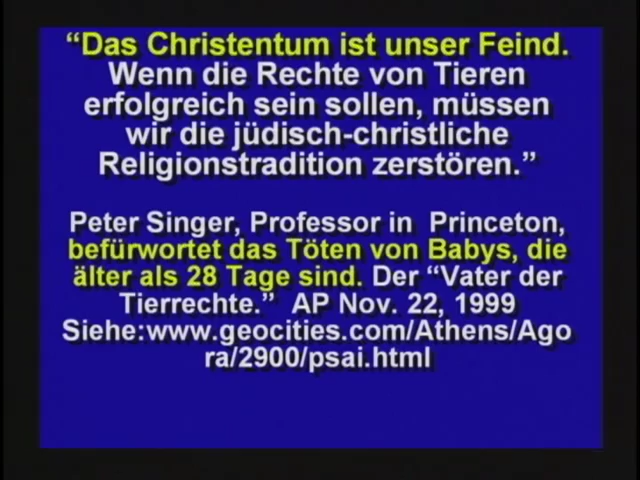 “Das Christentum ist unser Feind.
Wenn die Rechte von Tieren
erfolgreich sein sollen, müssen
wir die jüdisch-christliche
Religionstradition zerstören.”
Peter Singer, Professor in Princeton,
befürwortet das Töten von Babys, die
älter als 28 Tage sind. Der “Vater der
Tierrechte.” AP Nov. 22, 1999
Siehe:www.geocities.com/Athens/Ago
ra/2900/psai.html